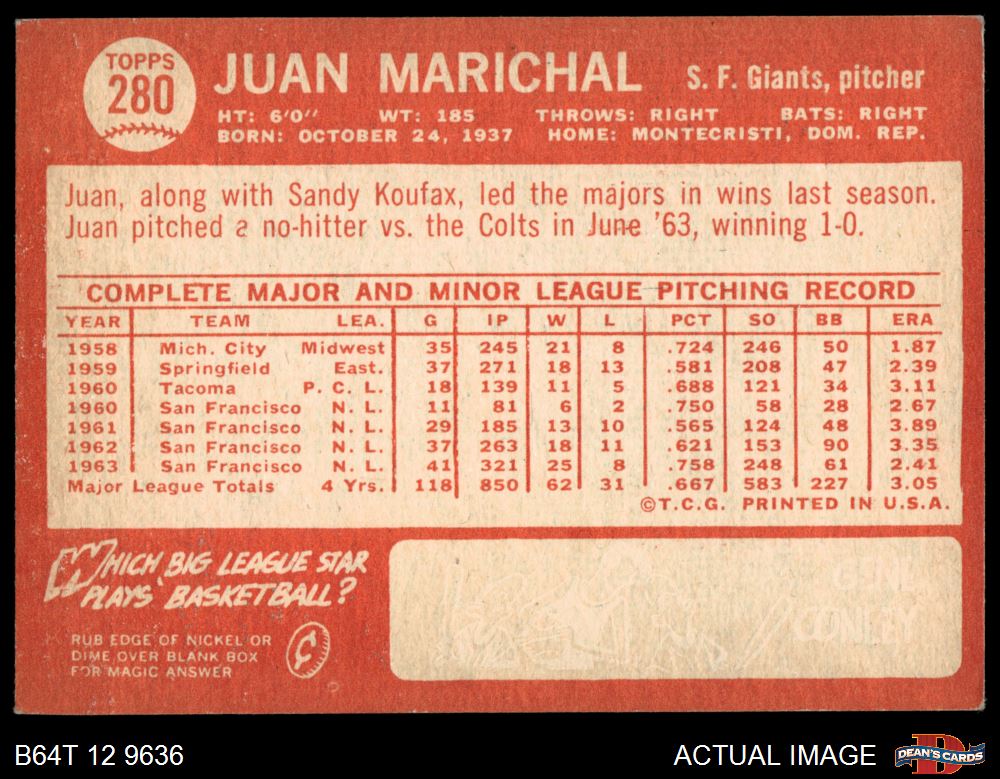 TOPPS
280
JUAN MARICHAL S. F. Giants, pitcher
HT: 6'0" WT: 185 THROWS: RIGHT BATS: RIGHT
BORN: OCTOBER 24, 1937 HOME: MONTECRISTI, DOM. REP.
Juan, along with Sandy Koufax, led the majors in wins last season.
Juan pitched a no-hitter vs. the Colts in June '63, winning 1-0.
COMPLETE MAJOR AND MINOR LEAGUE PITCHING RECORD
YEAR TEAM LEA. G IP W L PCT SO BB ERA
1958 Mich. City Midwest 35 245 21 8 .724 246 50 1.87
1959 Springfield East. 37 271 18 13 .581 208 47 2.39
1960 Tacoma P. C. L. 18 139 11 5 .688 121 34 3.11
1960 San Francisco N. L. 11 81 6 2 .750 58 28 2.67
1961 San Francisco N. L. 29 185 13 10 .565 124 48 3.89
1962 San Francisco N. L. 37 263 18 11 .621 153 90 3.35
1963 San Francisco N. L. 41 321 25 8 .758 248 61 2.41
Major League Totals 4 Yrs. 118 850 62 31 .667 583 227 3.05
©T.C.G. PRINTED IN U.S.A.
WHICH BIG LEAGUE STAR
PLAYS BASKETBALL?
RUB EDGE OF NICKEL OR
DIME OVER BLANK BOX
FOR MAGIC ANSWER
¢
GENE
CONLEY
B64T 12 9636 ACTUAL IMAGE DEAN'S CARDS